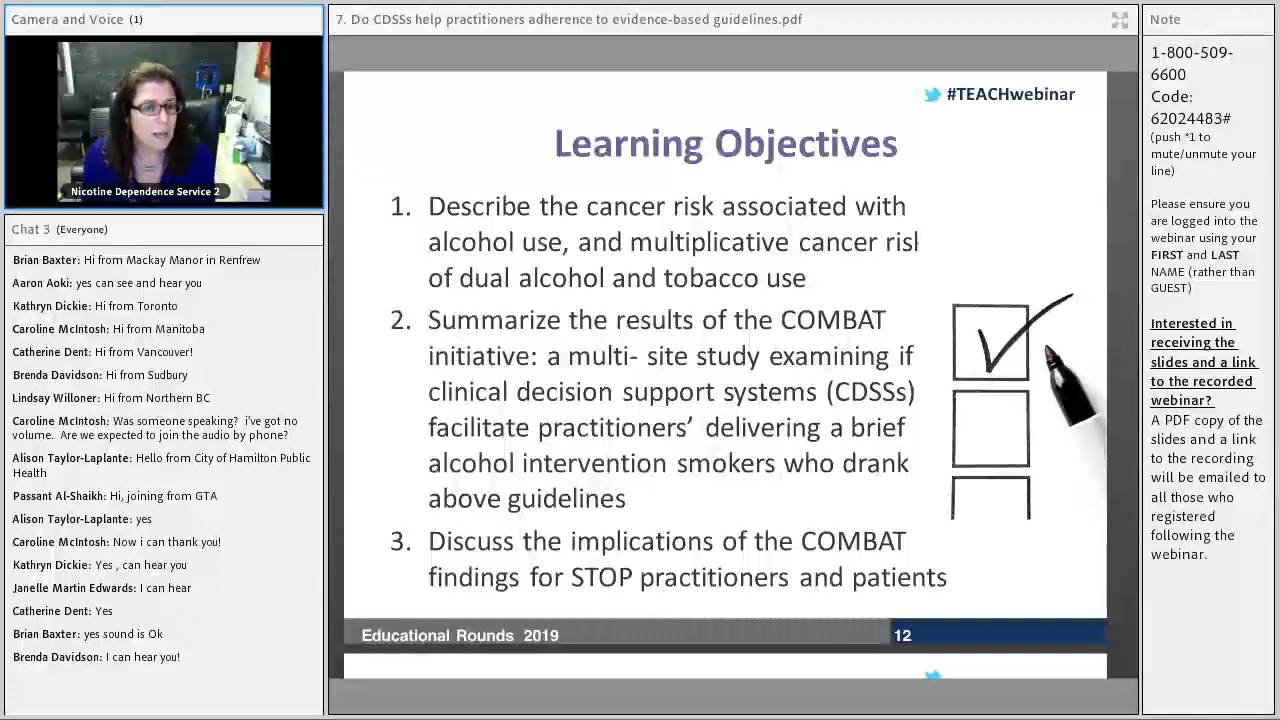 Camera and Voice (1)
Nicotine Dependence Service 2
Chat 3 (Everyone)
Brian Baxter: Hi from Mackay Manor in Renfrew
Aaron Aoki: yes can see and hear you
Kathryn Dickie: Hi from Toronto
Caroline McIntosh: Hi from Manitoba
Catherine Dent: Hi from Vancouver!
Brenda Davidson: Hi from Sudbury
Lindsay Willoner: Hi from Northern BC
Caroline McIntosh: Was someone speaking? i've got no
volume. Are we expected to join the audio by phone?
Alison Taylor-Laplante: Hello from City of Hamilton Public
Health
Passant Al-Shaikh: Hi, joining from GTA
Alison Taylor-Laplante: yes
Caroline McIntosh: Now i can thank you!
Kathryn Dickie: Yes , can hear you
Janelle Martin Edwards: I can hear
Catherine Dent: Yes
Brian Baxter: yes sound is Ok
Brenda Davidson: I can hear you!
7. Do CDSSs help practitioners adherence to evidence-based guidelines.pdf
#TEACHwebinar
Learning Objectives
1. Describe the cancer risk associated with
alcohol use, and multiplicative cancer risl
of dual alcohol and tobacco use
2. Summarize the results of the COMBAT
initiative: a multi- site study examining if
clinical decision support systems (CDSSs)
facilitate practitioners’ delivering a brief
alcohol intervention smokers who drank
above guidelines
3. Discuss the implications of the COMBAT
findings for STOP practitioners and patients
Educational Rounds 2019
12
Note
1-800-509-
6600
Code:
62024483#
(push *1 to
mute/unmute your
line)
Please ensure you
are logged into the
webinar using your
FIRST and LAST
NAME (rather than
GUEST)
Interested in
receiving the
slides and a link
to the recorded
webinar?
A PDF copy of the
slides and a link
to the recording
will be emailed to
all those who
registered
following the
webinar.